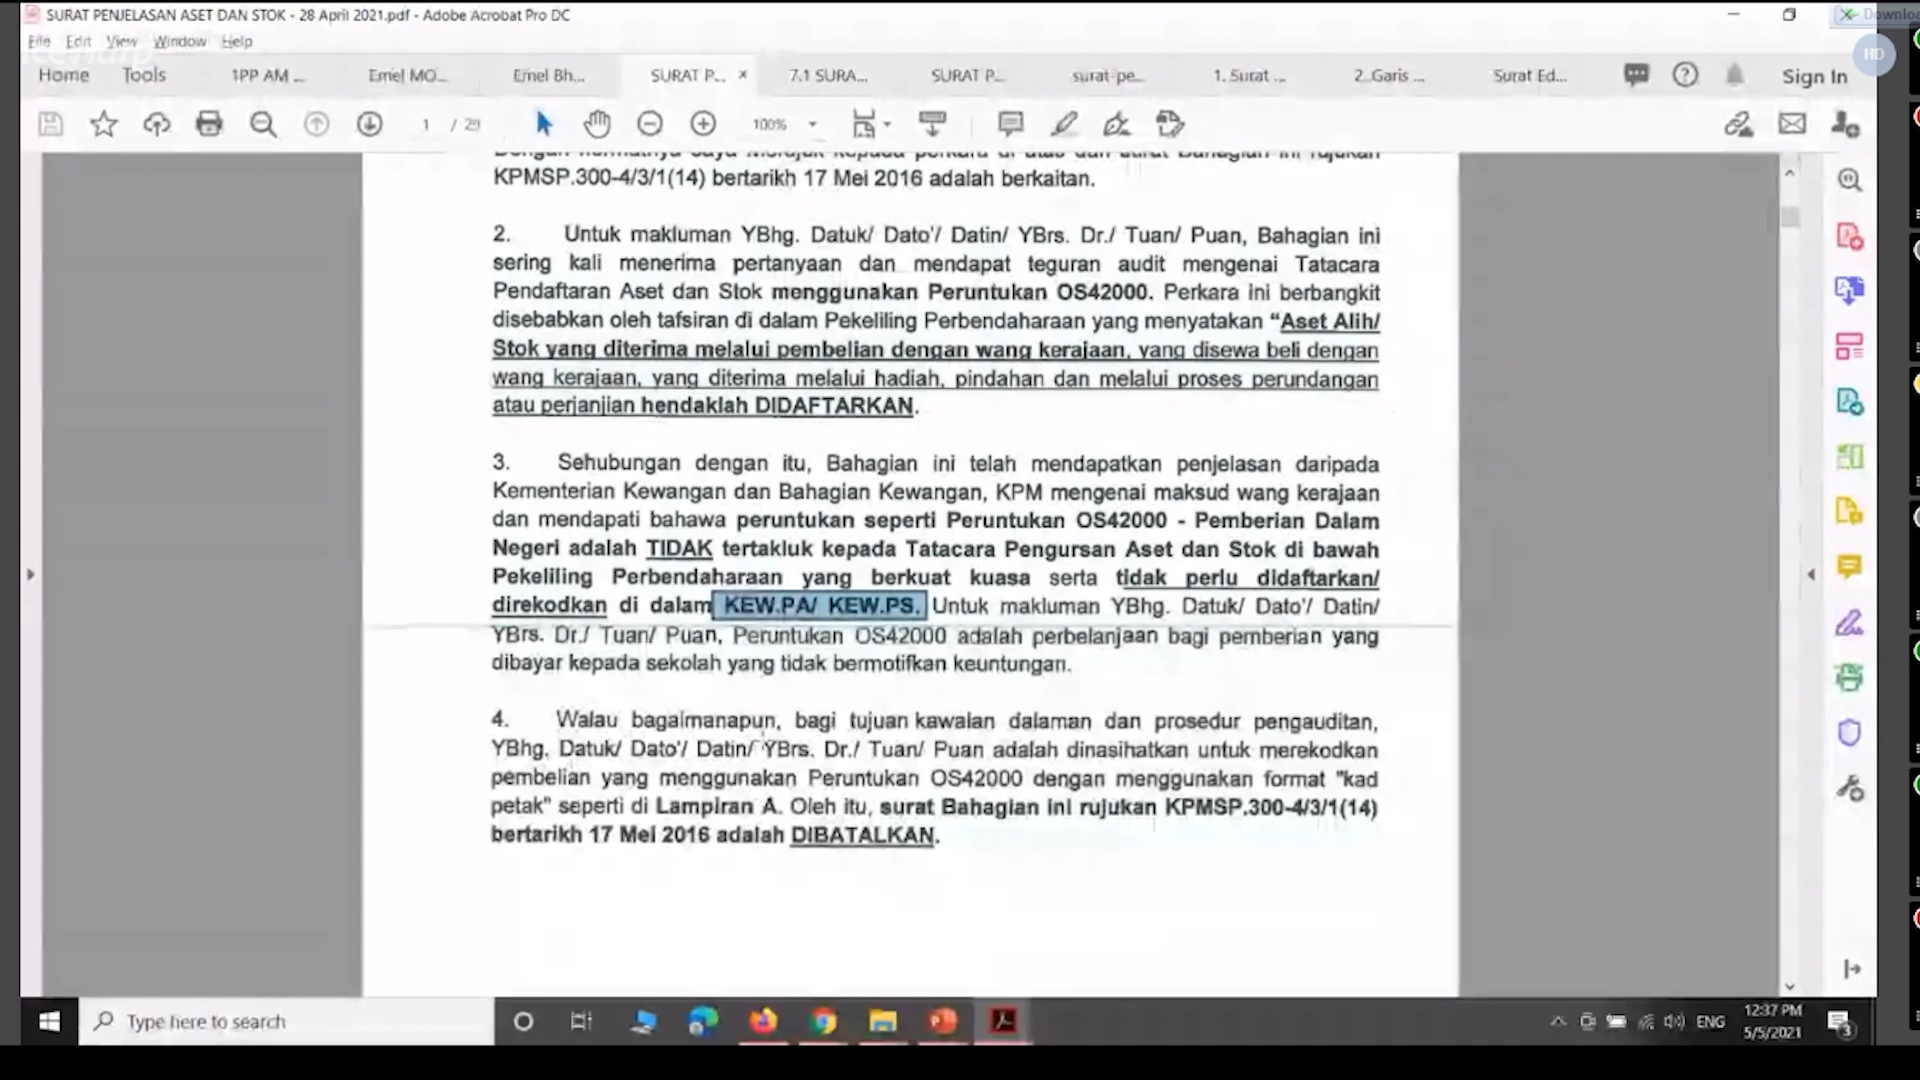 SURAT PENJELASAN ASET DAN STOK - 28 April 2021.pdf - Adobe Acrobat Pro DC
File Edit View Window Help
HD
Home Tools 1PP AM ... Emel MO... Emel Bh... SURAT P... × 7.1 SURA... SURAT P... surat-pe... 1. Surat ... 2. Garis ... Surat Ed... Sign In
1 / 29 100%
KPMSP.300-4/3/1(14) bertarikh 17 Mei 2016 adalah berkaitan.
2. Untuk makluman YBhg. Datuk/ Dato'/ Datin/ YBrs. Dr./ Tuan/ Puan, Bahagian ini
sering kali menerima pertanyaan dan mendapat teguran audit mengenai Tatacara
Pendaftaran Aset dan Stok menggunakan Peruntukan OS42000. Perkara ini berbangkit
disebabkan oleh tafsiran di dalam Pekeliling Perbendaharaan yang menyatakan “Aset Alih/
Stok yang diterima melalui pembelian dengan wang kerajaan, yang disewa beli dengan
wang kerajaan, yang diterima melalui hadiah, pindahan dan melalui proses perundangan
atau perjanjian hendaklah DIDAFTARKAN.
3. Sehubungan dengan itu, Bahagian ini telah mendapatkan penjelasan daripada
Kementerian Kewangan dan Bahagian Kewangan, KPM mengenai maksud wang kerajaan
dan mendapati bahawa peruntukan seperti Peruntukan OS42000 - Pemberian Dalam
Negeri adalah TIDAK tertakluk kepada Tatacara Pengursan Aset dan Stok di bawah
Pekeliling Perbendaharaan yang berkuat kuasa serta tidak perlu didaftarkan/
direkodkan di dalam KEW.PA/ KEW.PS. Untuk makluman YBhg. Datuk/ Dato'/ Datin/
YBrs. Dr./ Tuan/ Puan, Peruntukan OS42000 adalah perbelanjaan bagi pemberian yang
dibayar kepada sekolah yang tidak bermotifkan keuntungan.
4. Walau bagaimanapun, bagi tujuan kawalan dalaman dan prosedur pengauditan,
YBhg. Datuk/ Dato'/ Datin/ YBrs. Dr./ Tuan/ Puan adalah dinasihatkan untuk merekodkan
pembelian yang menggunakan Peruntukan OS42000 dengan menggunakan format "kad
petak" seperti di Lampiran A. Oleh itu, surat Bahagian ini rujukan KPMSP.300-4/3/1(14)
bertarikh 17 Mei 2016 adalah DIBATALKAN.
Type here to search
ENG
12:37 PM
5/5/2021
3